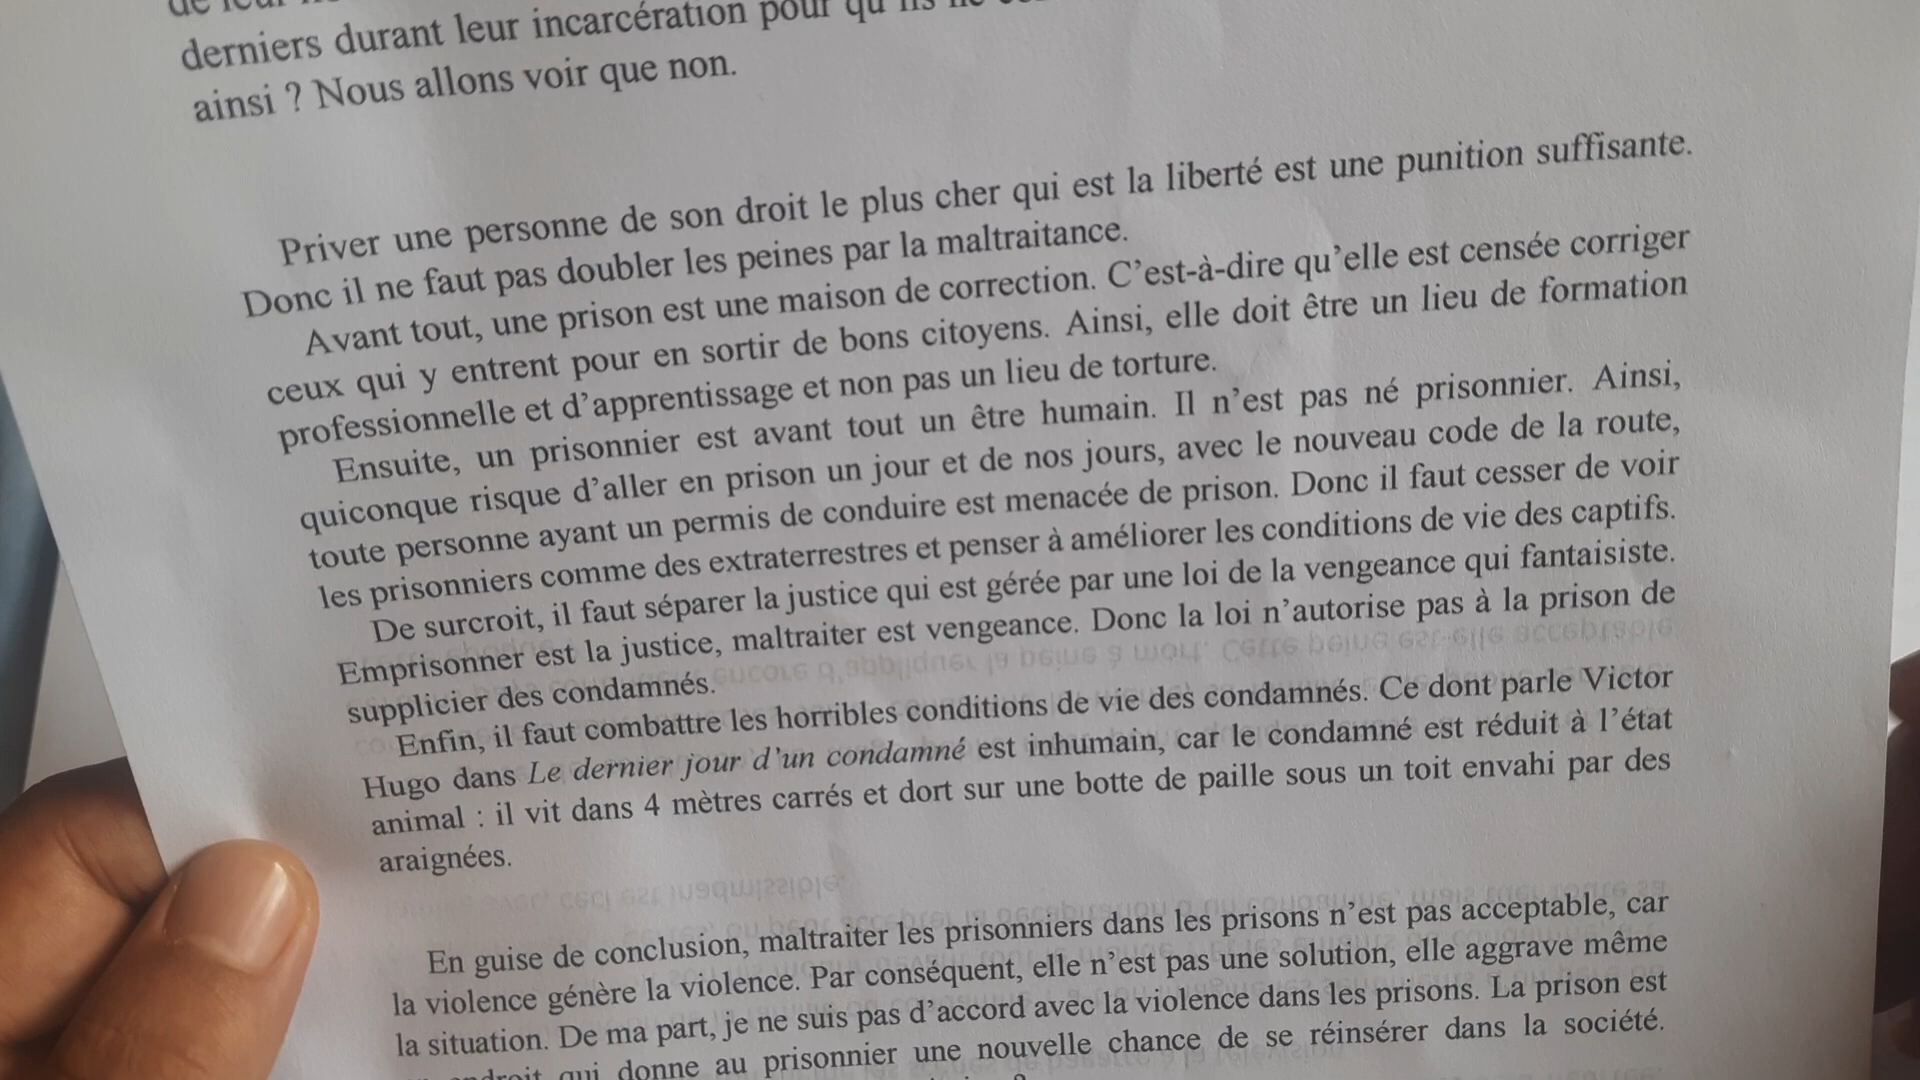 derniers durant leur incarcération pour qu'ils
ainsi ? Nous allons voir que non.
Priver une personne de son droit le plus cher qui est la liberté est une punition suffisante.
Donc il ne faut pas doubler les peines par la maltraitance.
Avant tout, une prison est une maison de correction. C'est-à-dire qu'elle est censée corriger
ceux qui y entrent pour en sortir de bons citoyens. Ainsi, elle doit être un lieu de formation
professionnelle et d'apprentissage et non pas un lieu de torture.
Ensuite, un prisonnier est avant tout un être humain. Il n'est pas né prisonnier. Ainsi,
quiconque risque d'aller en prison un jour et de nos jours, avec le nouveau code de la route,
toute personne ayant un permis de conduire est menacée de prison. Donc il faut cesser de voir
les prisonniers comme des extraterrestres et penser à améliorer les conditions de vie des captifs.
De surcroit, il faut séparer la justice qui est gérée par une loi de la vengeance qui fantaisiste.
Emprisonner est la justice, maltraiter est vengeance. Donc la loi n'autorise pas à la prison de
supplicier des condamnés.
Enfin, il faut combattre les horribles conditions de vie des condamnés. Ce dont parle Victor
Hugo dans Le dernier jour d'un condamné est inhumain, car le condamné est réduit à l'état
animal : il vit dans 4 mètres carrés et dort sur une botte de paille sous un toit envahi par des
araignées.
En guise de conclusion, maltraiter les prisonniers dans les prisons n'est pas acceptable, car
la violence génère la violence. Par conséquent, elle n'est pas une solution, elle aggrave même
la situation. De ma part, je ne suis pas d'accord avec la violence dans les prisons. La prison est
qui donne au prisonnier une nouvelle chance de se réinsérer dans la société.